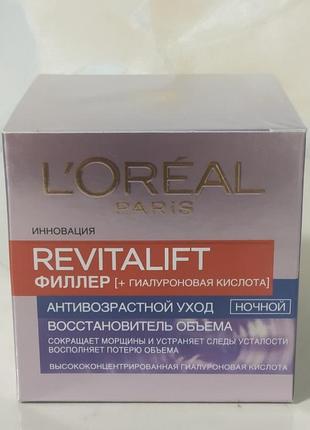 L'ORÉAL
PARIS
ИННОВАЦИЯ
REVITALIFT
ФИЛЛЕР [+ ГИАЛУРОНОВАЯ КИСЛОТА]
АНТИВОЗРАСТНОЙ УХОД НОЧНОЙ
ВОССТАНОВИТЕЛЬ ОБЪЕМА
СОКРАЩАЕТ МОРЩИНЫ И УСТРАНЯЕТ СЛЕДЫ УСТАЛОСТИ
ВОСПОЛНЯЕТ ПОТЕРЮ ОБЪЕМА
ВЫСОКОКОНЦЕНТРИРОВАННАЯ ГИАЛУРОНОВАЯ КИСЛОТА